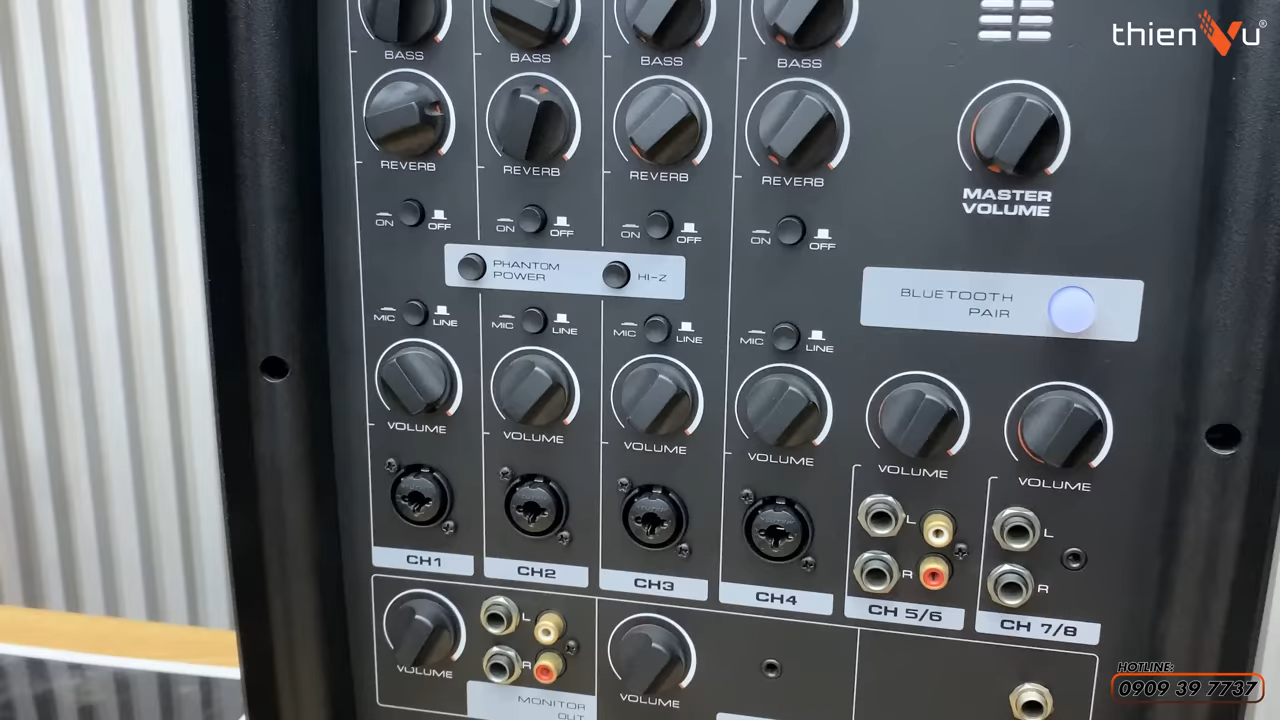 thien Vu®
BASS
BASS
BASS
BASS
REVERB
REVERB
REVERB
REVERB
MASTER
VOLUME
ON
OFF
ON
OFF
ON
OFF
ON
OFF
PHANTOM
POWER
HI-Z
BLUETOOTH
PAIR
MIC
LINE
MIC
LINE
MIC
LINE
MIC
LINE
VOLUME
VOLUME
VOLUME
VOLUME
VOLUME
VOLUME
L
R
L
R
CH1
CH2
CH3
CH4
CH 5/6
CH 7/8
L
R
VOLUME
VOLUME
MONITOR
OUT
HOTLINE:
0909 39 7737